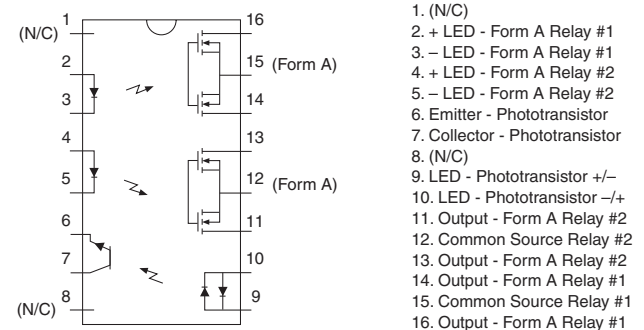 1
(N/C)
2
3
4
5
6
7
8
(N/C)
16
15 (Form A)
14
13
12 (Form A)
11
10
9
1. (N/C)
2. + LED - Form A Relay #1
3. – LED - Form A Relay #1
4. + LED - Form A Relay #2
5. – LED - Form A Relay #2
6. Emitter - Phototransistor
7. Collector - Phototransistor
8. (N/C)
9. LED - Phototransistor +/–
10. LED - Phototransistor –/+
11. Output - Form A Relay #2
12. Common Source Relay #2
13. Output - Form A Relay #2
14. Output - Form A Relay #1
15. Common Source Relay #1
16. Output - Form A Relay #1